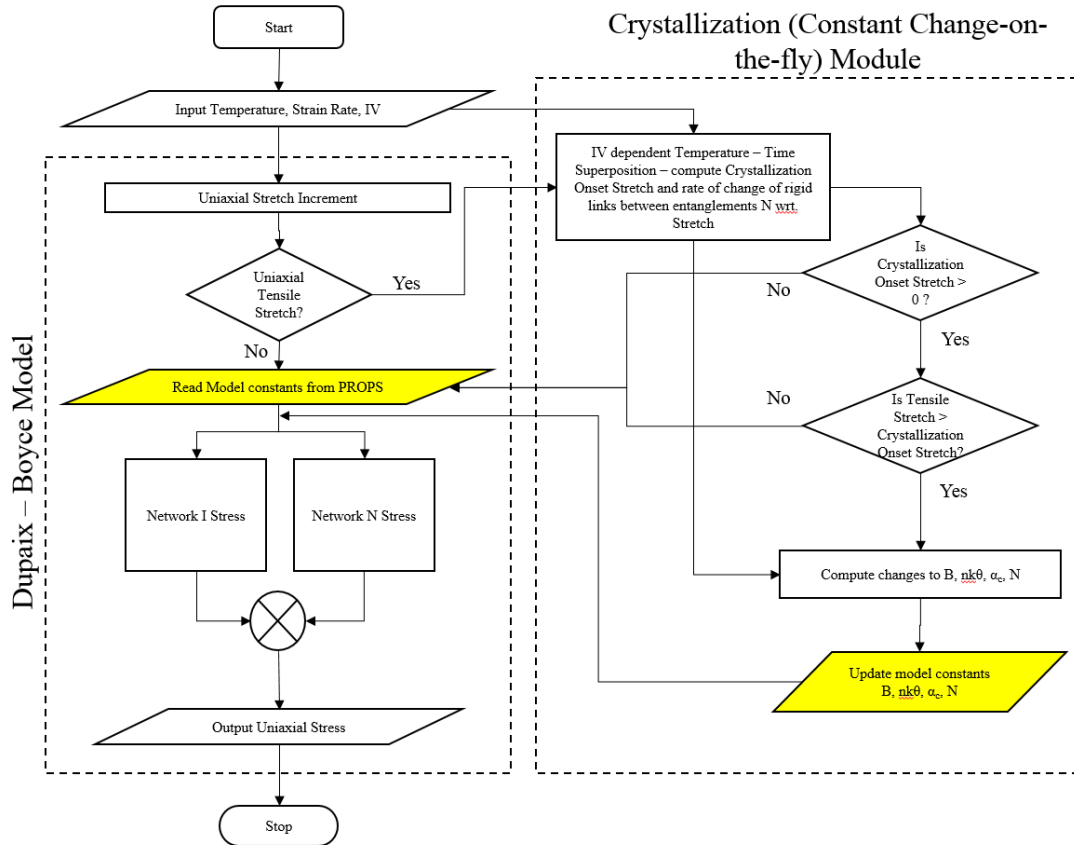 Crystallization (Constant Change-on-
the-fly) Module
Start
Input Temperature, Strain Rate, IV
Dupaix – Boyce Model
Uniaxial Stretch Increment
Uniaxial
Tensile
Stretch?
Yes
No
Read Model constants from PROPS
Network I Stress
Network N Stress
Output Uniaxial Stress
Stop
IV dependent Temperature – Time
Superposition – compute Crystallization
Onset Stretch and rate of change of rigid
links between entanglements N wrt.
Stretch
Is
Crystallization
Onset Stretch >
0 ?
No
Yes
Is Tensile
Stretch >
Crystallization
Onset Stretch?
No
Yes
Compute changes to B, nkθ, α_c, N
Update model constants
B, nkθ, α_c, N